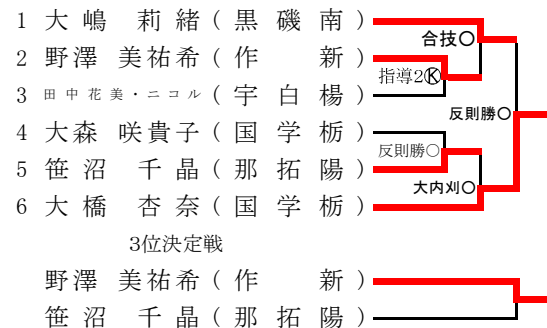 1 大嶋 莉緒(黒磯南)
合技〇
2 野澤 美祐希(作 新)
指導2Ⓚ
3 田中花美・ニコル(宇白楊)
反則勝〇
4 大森 咲貴子(国学栃)
反則勝〇
5 笹沼 千晶(那拓陽)
大内刈〇
6 大橋 杏奈(国学栃)
3位決定戦
野澤 美祐希(作 新)
笹沼 千晶(那拓陽)